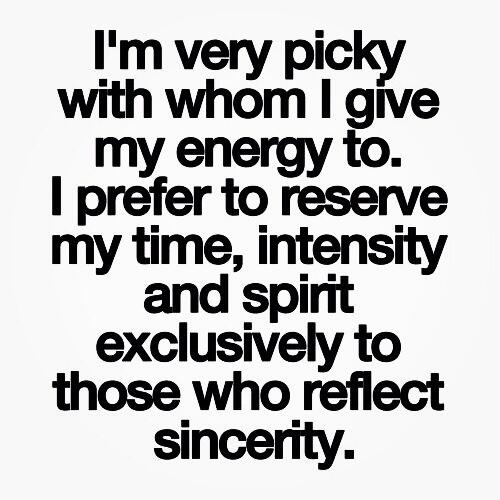 I'm very picky
with whom I give
my energy to.
I prefer to reserve
my time, intensity
and spirit
exclusively to
those who reflect
sincerity.